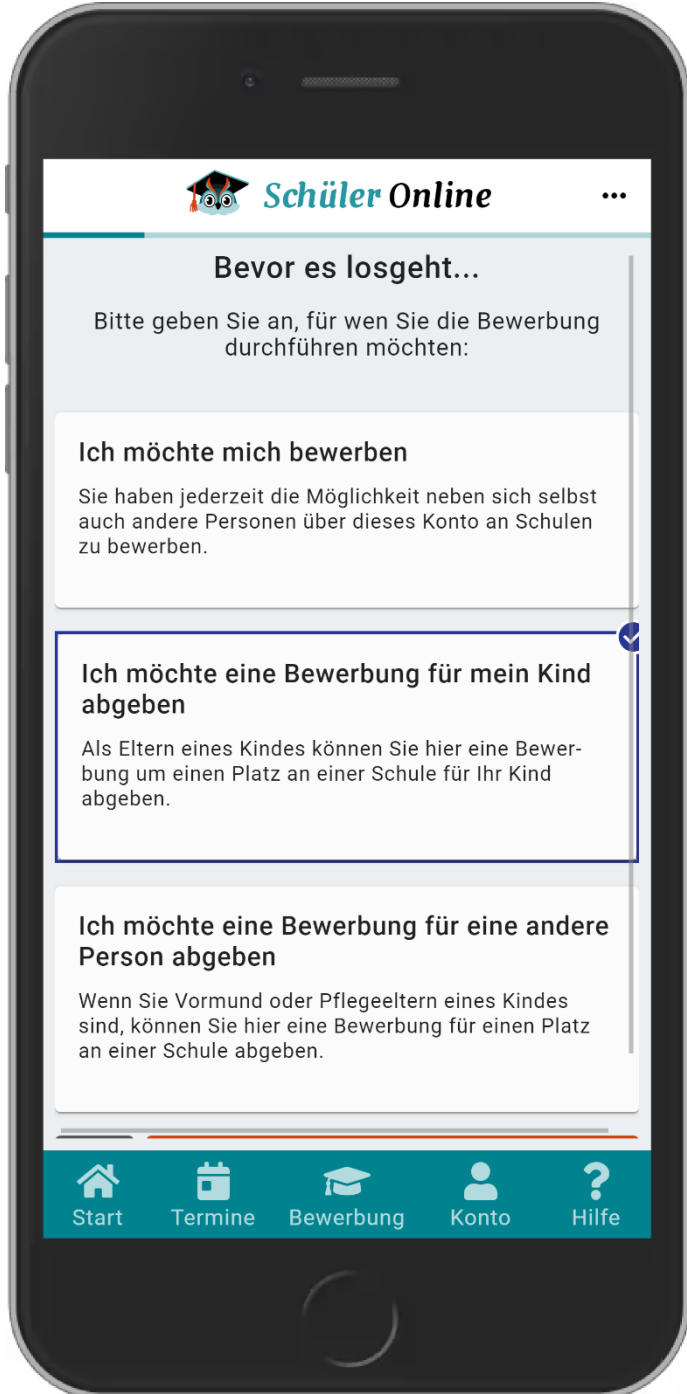 Schüler Online
Bevor es losgeht...
Bitte geben Sie an, für wen Sie die Bewerbung
durchführen möchten:
Ich möchte mich bewerben
Sie haben jederzeit die Möglichkeit neben sich selbst
auch andere Personen über dieses Konto an Schulen
zu bewerben.
Ich möchte eine Bewerbung für mein Kind
abgeben
Als Eltern eines Kindes können Sie hier eine Bewer-
bung um einen Platz an einer Schule für Ihr Kind
abgeben.
Ich möchte eine Bewerbung für eine andere
Person abgeben
Wenn Sie Vormund oder Pflegeeltern eines Kindes
sind, können Sie hier eine Bewerbung für einen Platz
an einer Schule abgeben.
Start Termine Bewerbung Konto Hilfe